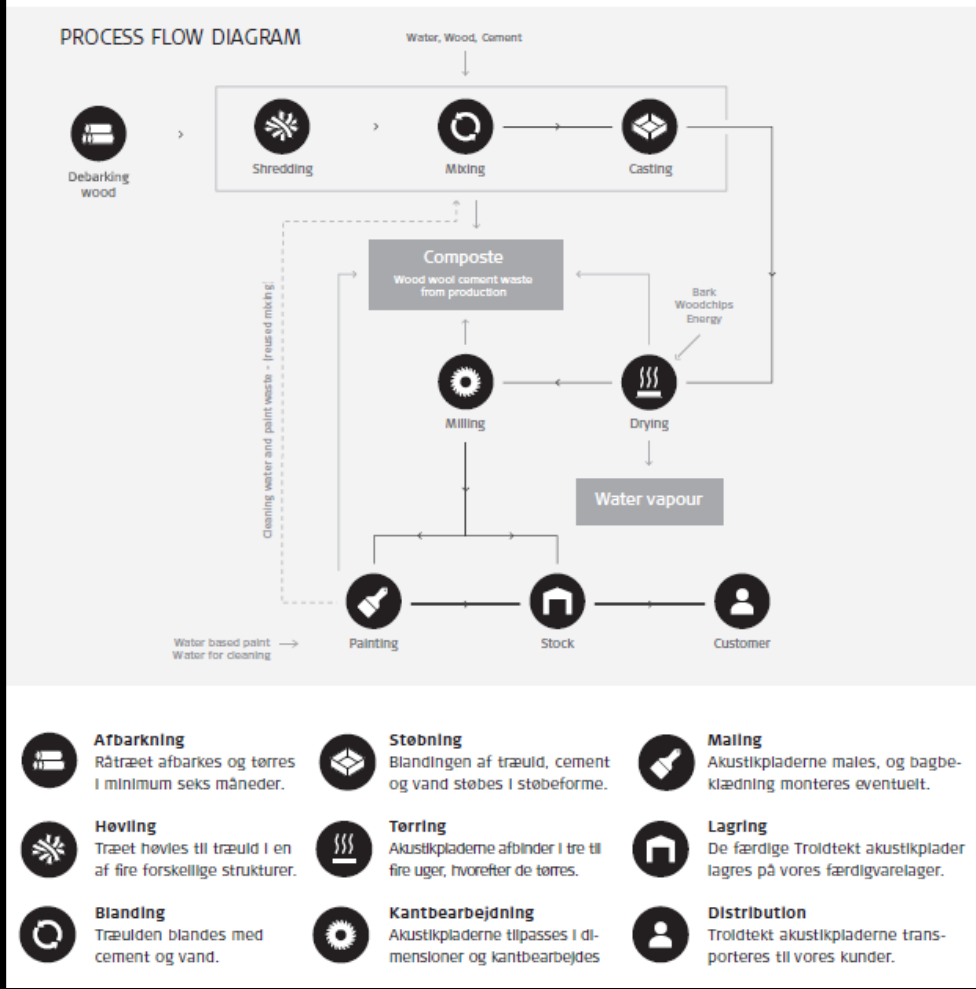 PROCESS FLOW DIAGRAM
Water, Wood, Cement
Shredding
Mixing
Casting
Debarking
wood
Composte
Wood wool cement waste
from production
Bark
Woodchips
Energy
Cleaning water and paint waste - (reused mixing)
Milling
Drying
Water vapour
Painting
Stock
Customer
Water based paint
Water for cleaning
Afbarkning
Råtræet afbarkes og tørres
i minimum seks måneder.
Høvling
Træet høvles til træuld i en
af fire forskellige strukturer.
Blanding
Træulden blandes med
cement og vand.
Støbning
Blandingen af træuld, cement
og vand støbes i støbeforme.
Tørring
Akustikpladerne afbinder i tre til
fire uger, hvorefter de tørres.
Kantbearbejdning
Akustikpladerne tilpasses i di-
mensioner og kantbearbejdes
Maling
Akustikpladerne males, og bagbe-
klædning monteres eventuelt.
Lagring
De færdige Troldtekt akustikplader
lagres på vores færdigvarelager.
Distribution
Troldtekt akustikpladerne trans-
porteres til vores kunder.